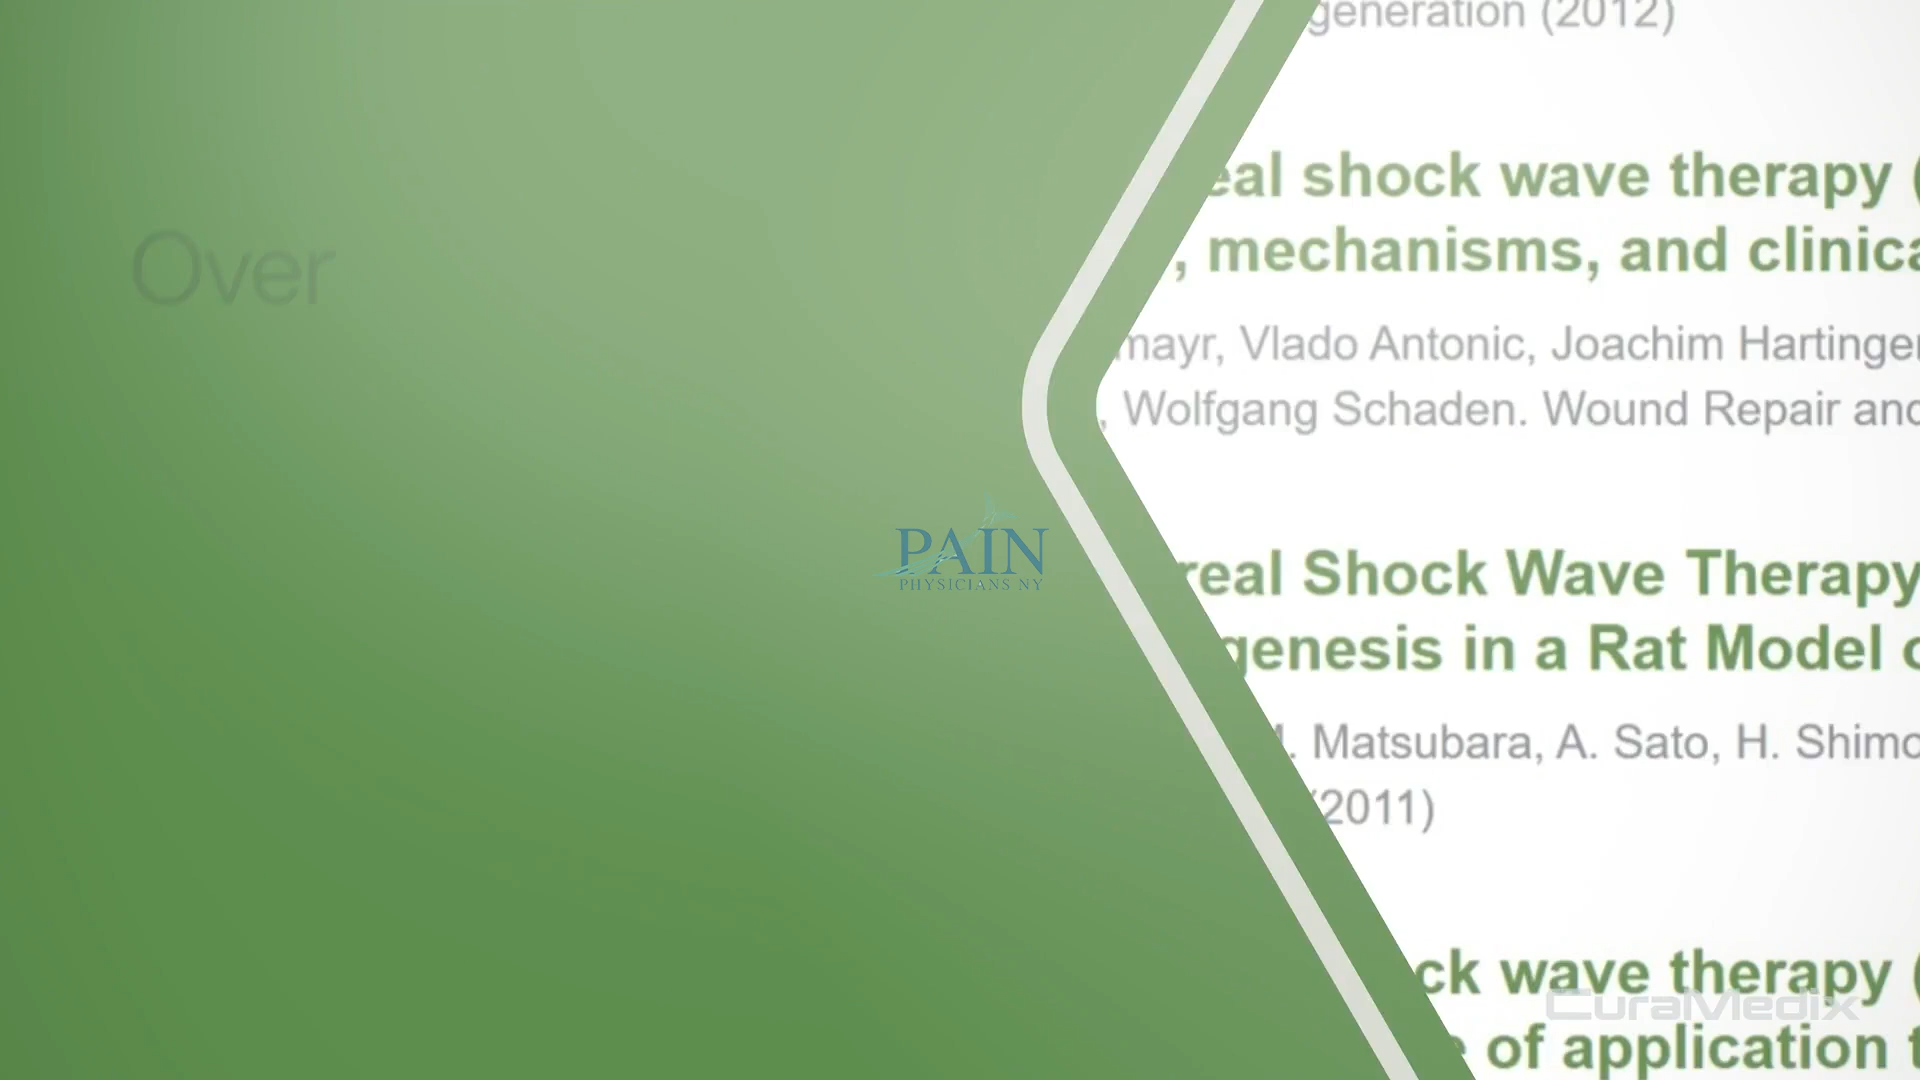 Over
PAIN
PHYSICIANS NY
generation (2012)
eal shock wave therapy (
, mechanisms, and clinica
mayr, Vlado Antonic, Joachim Hartinger
, Wolfgang Schaden. Wound Repair and
real Shock Wave Therapy
genesis in a Rat Model o
. Matsubara, A. Sato, H. Shimo
2011)
ck wave therapy (
e of application t
CuraMedix